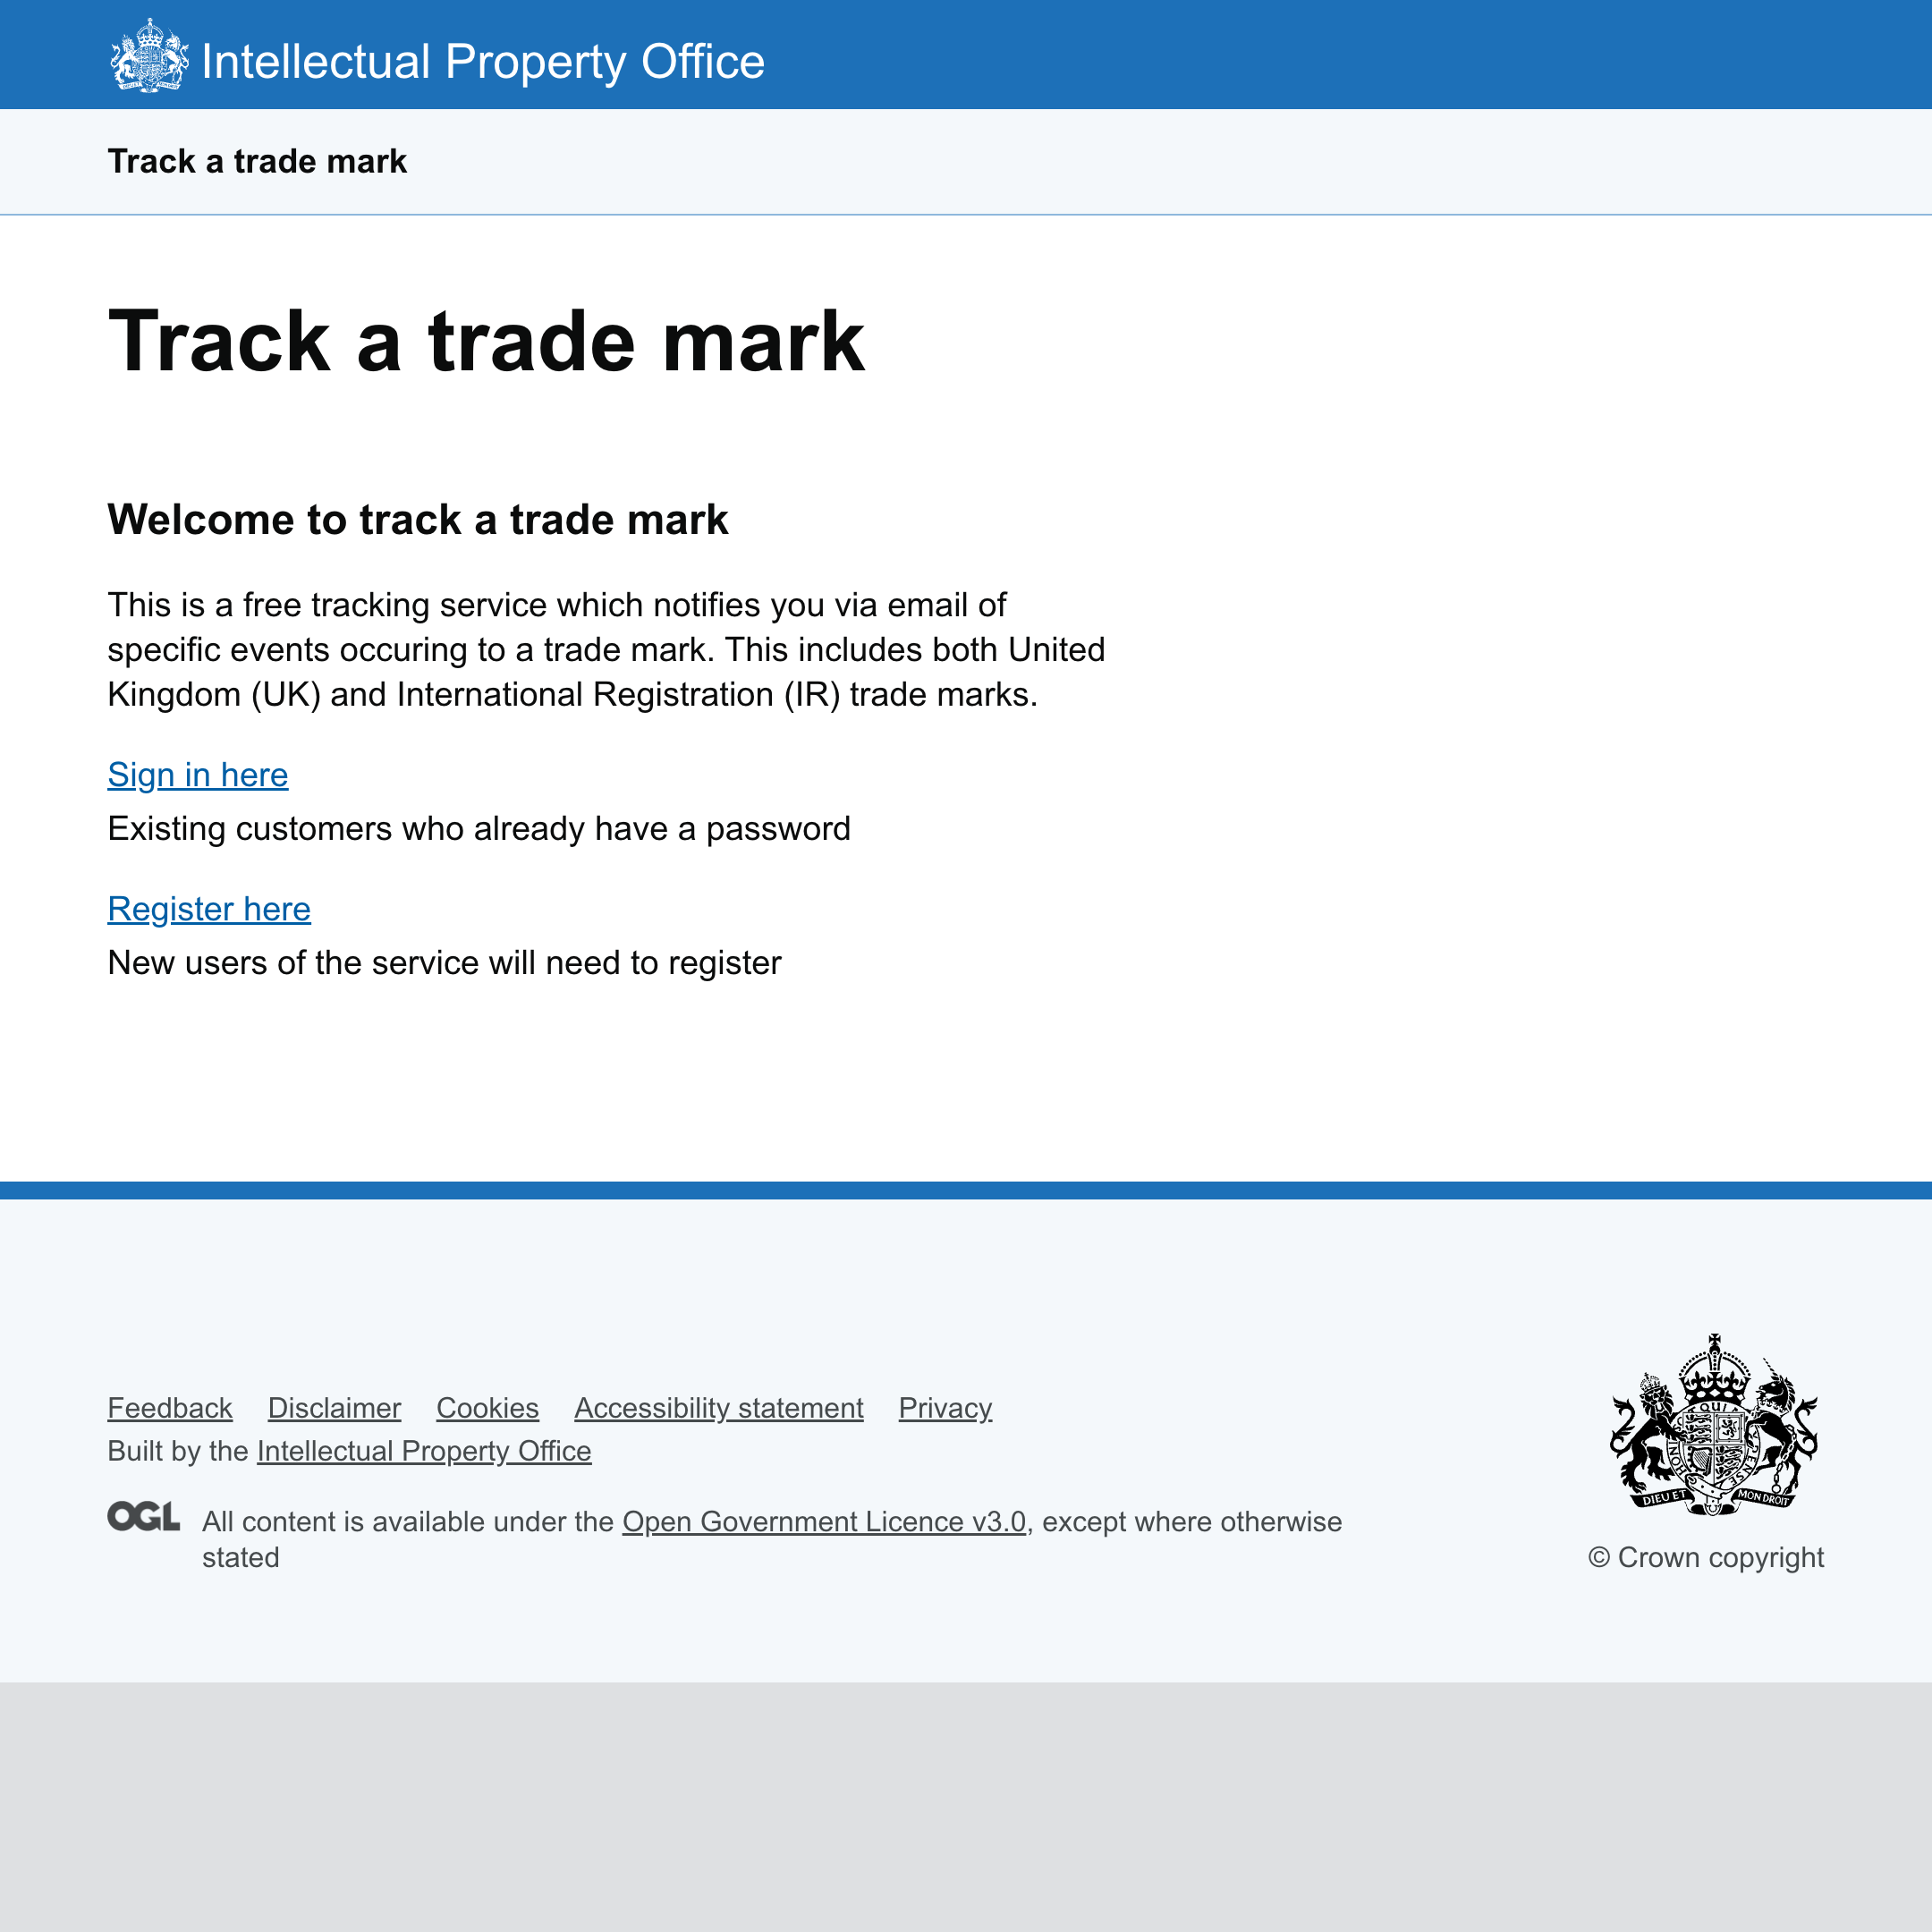 Intellectual Property Office
Track a trade mark
Track a trade mark
Welcome to track a trade mark
This is a free tracking service which notifies you via email of
specific events occuring to a trade mark. This includes both United
Kingdom (UK) and International Registration (IR) trade marks.
Sign in here
Existing customers who already have a password
Register here
New users of the service will need to register
Feedback Disclaimer Cookies Accessibility statement Privacy
Built by the Intellectual Property Office
OGL All content is available under the Open Government Licence v3.0, except where otherwise
stated
DIEU ET MON DROIT
© Crown copyright